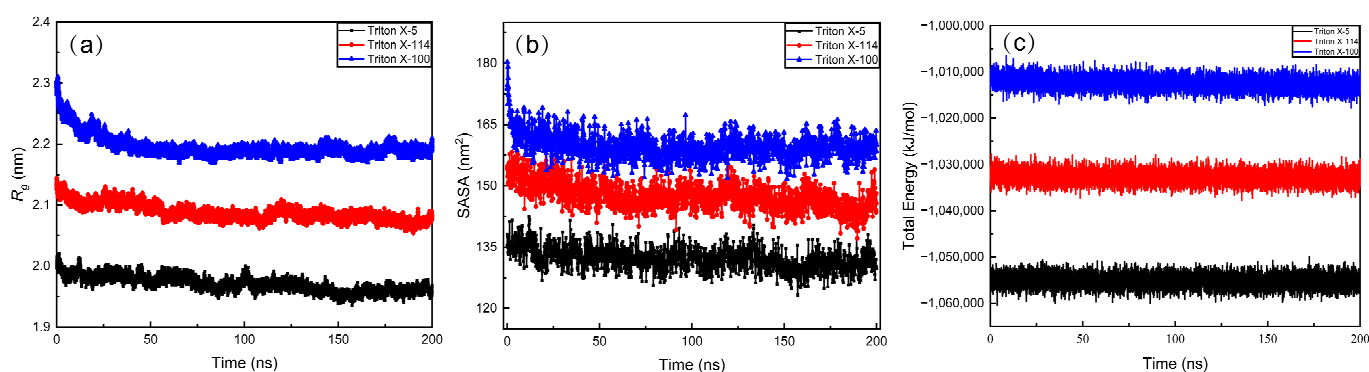 (a)
Triton X-5
Triton X-114
Triton X-100
2.4
2.3
2.2
2.1
2.0
1.9
Rg (nm)
0
50
100
150
200
Time (ns)
(b)
Triton X-5
Triton X-114
Triton X-100
180
165
150
135
120
SASA (nm²)
0
50
100
150
200
Time (ns)
(c)
Triton X-5
Triton X-114
Triton X-100
−1,000,000
−1,010,000
−1,020,000
−1,030,000
−1,040,000
−1,050,000
−1,060,000
Total Energy (kJ/mol)
0
50
100
150
200
Time (ns)